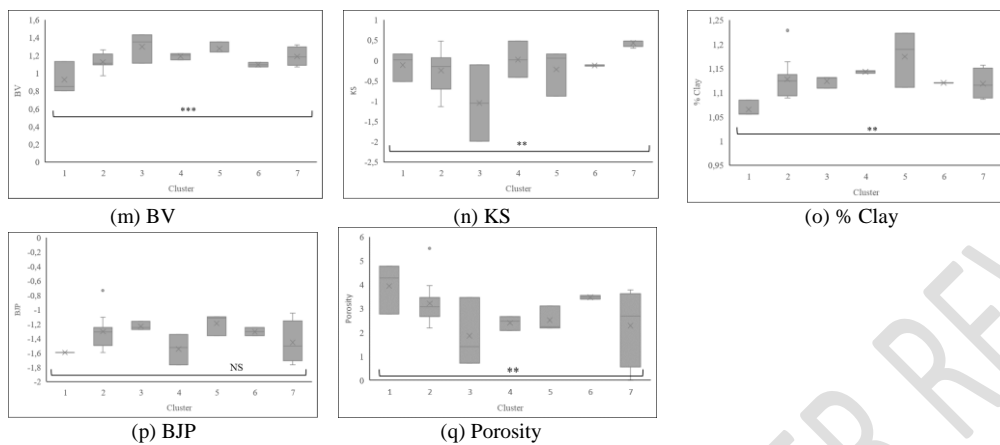 BV
1,6
1,4
1,2
1
0,8
0,6
0,4
0,2
0
***
1 2 3 4 5 6 7
Cluster
(m) BV
KS
1
0,5
0
-0,5
-1
-1,5
-2
-2,5
**
1 2 3 4 5 6 7
Cluster
(n) KS
% Clay
1,25
1,2
1,15
1,1
1,05
1
0,95
**
1 2 3 4 5 6 7
Cluster
(o) % Clay
BJP
0
-0,2
-0,4
-0,6
-0,8
-1
-1,2
-1,4
-1,6
-1,8
-2
NS
1 2 3 4 5 6 7
Cluster
(p) BJP
Porosity
6
5
4
3
2
1
0
**
1 2 3 4 5 6 7
Cluster
(q) Porosity